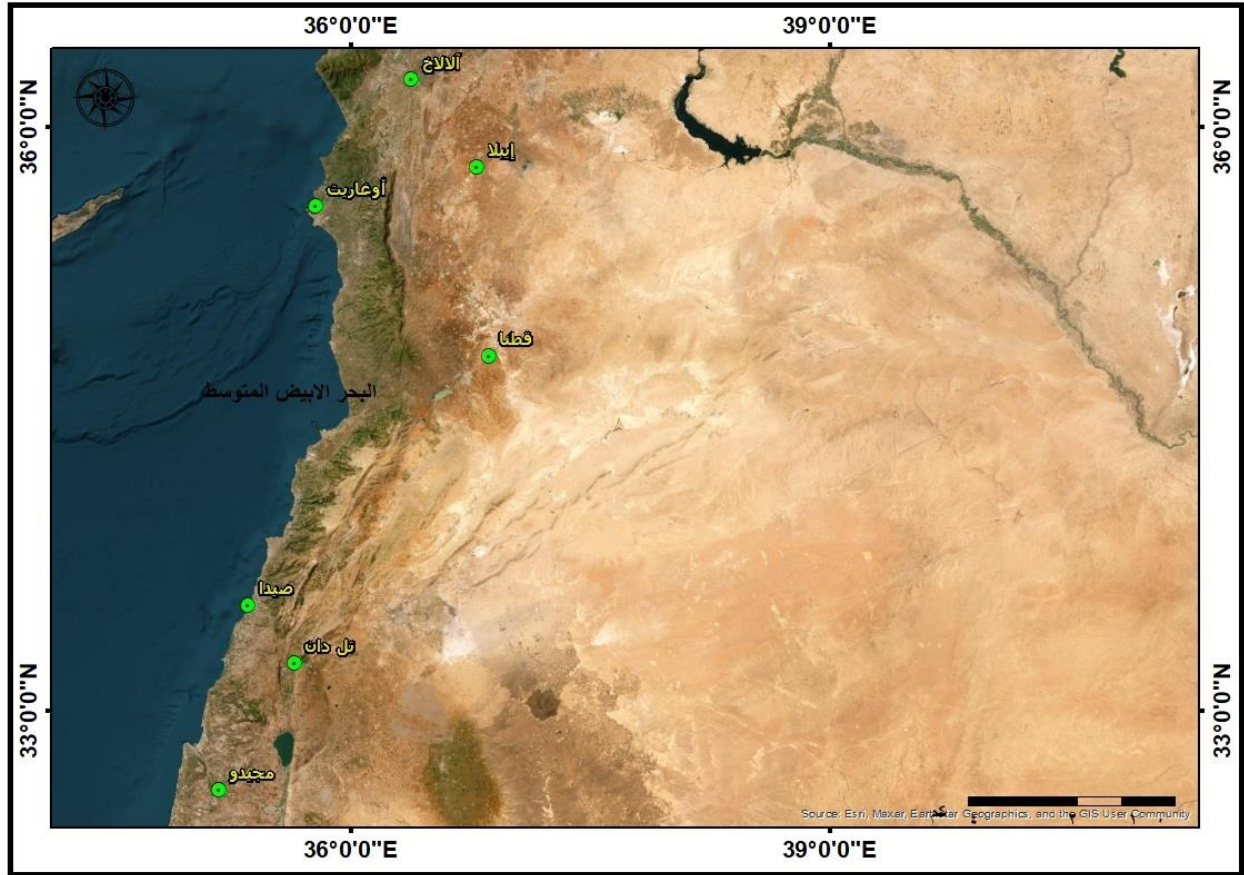 36°0'0"E 39°0'0"E
آلالاخ
36°0'0"N 36°0'0"N
إيبلا
أوغاريت
قطنا
البحر الابيض المتوسط
صيدا
تل دان
33°0'0"N 33°0'0"N
مجيدو
Source: Esri, Maxar, Earthstar Geographics, and the GIS User Community
36°0'0"E 39°0'0"E